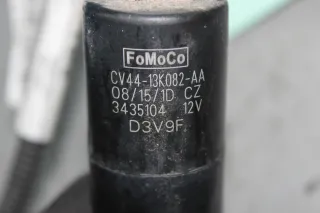 FoMoCo
CV44-13K082-AA
08/15/1D CZ
3435104 12V
D3V9F